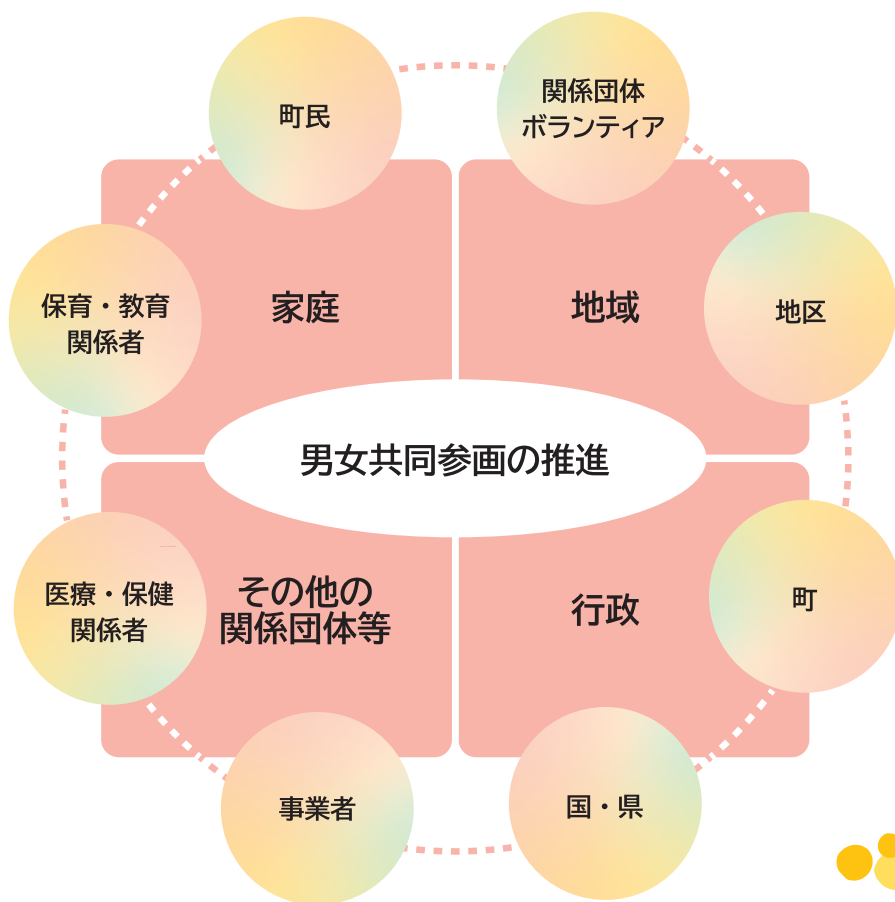 町民
関係団体
ボランティア
保育・教育
関係者
家庭
地域
地区
男女共同参画の推進
医療・保健
関係者
その他の
関係団体等
行政
町
事業者
国・県